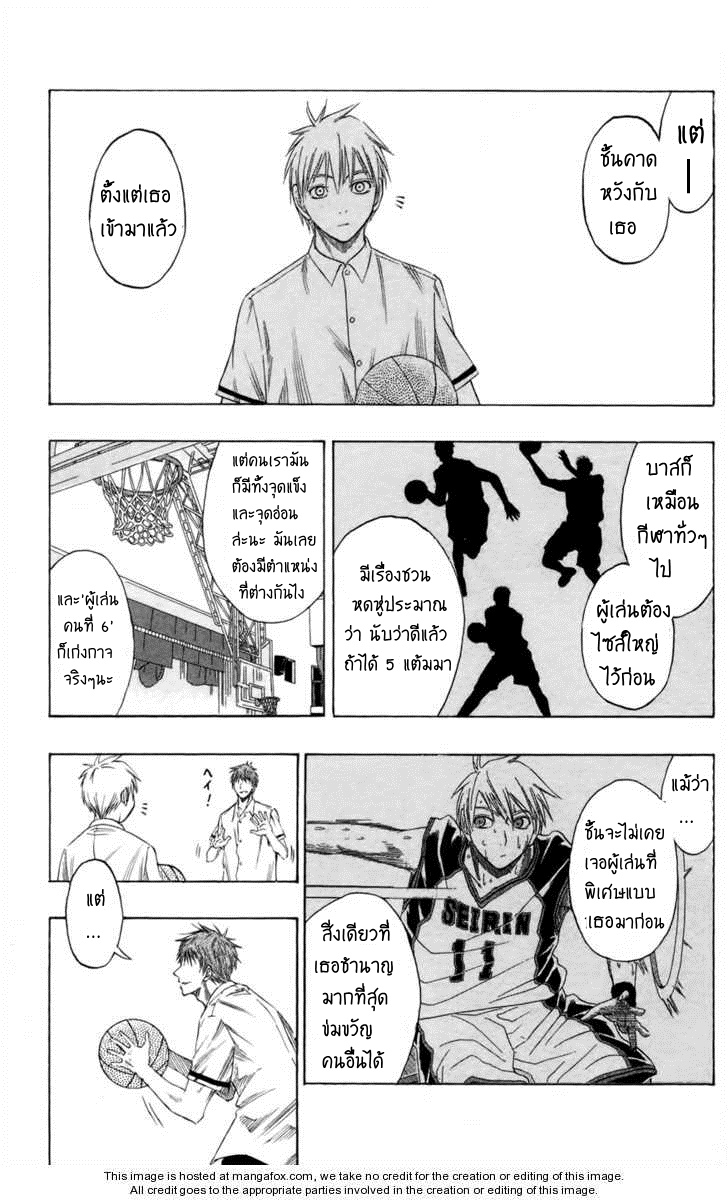 แต่
ー
ชั้นคาด
หวังกับ
เธอ
ตั้งแต่เธอ
เข้ามาแล้ว
บาสก็
เหมือน
กีฬาทั่วๆ
ไป
ผู้เล่นต้อง
ไซส์ใหญ่
ไว้ก่อน
มีเรื่องชวน
หดหู่ประมาณ
ว่า นับว่าดีแล้ว
ถ้าได้ 5 แต้มมา
แต่คนเรามัน
ก็มีทั้งจุดแข็ง
และจุดอ่อน
ล่ะนะ มันเลย
ต้องมีตำแหน่ง
ที่ต่างกันไง
และ'ผู้เล่น
คนที่ 6'
ก็เก่งกาจ
จริงๆนะ
แม้ว่า
...
ชั้นจะไม่เคย
เจอผู้เล่นที่
พิเศษแบบ
เธอมาก่อน
SEIRIN
11
สิ่งเดียวที่
เธอชำนาญ
มากที่สุด
ข่มขวัญ
คนอื่นได้
ヘイ!
แต่
...
This image is hosted at mangafox.com, we take no credit for the creation or editing of this image.
All credit goes to the appropriate parties involved in the creation or editing of this image.